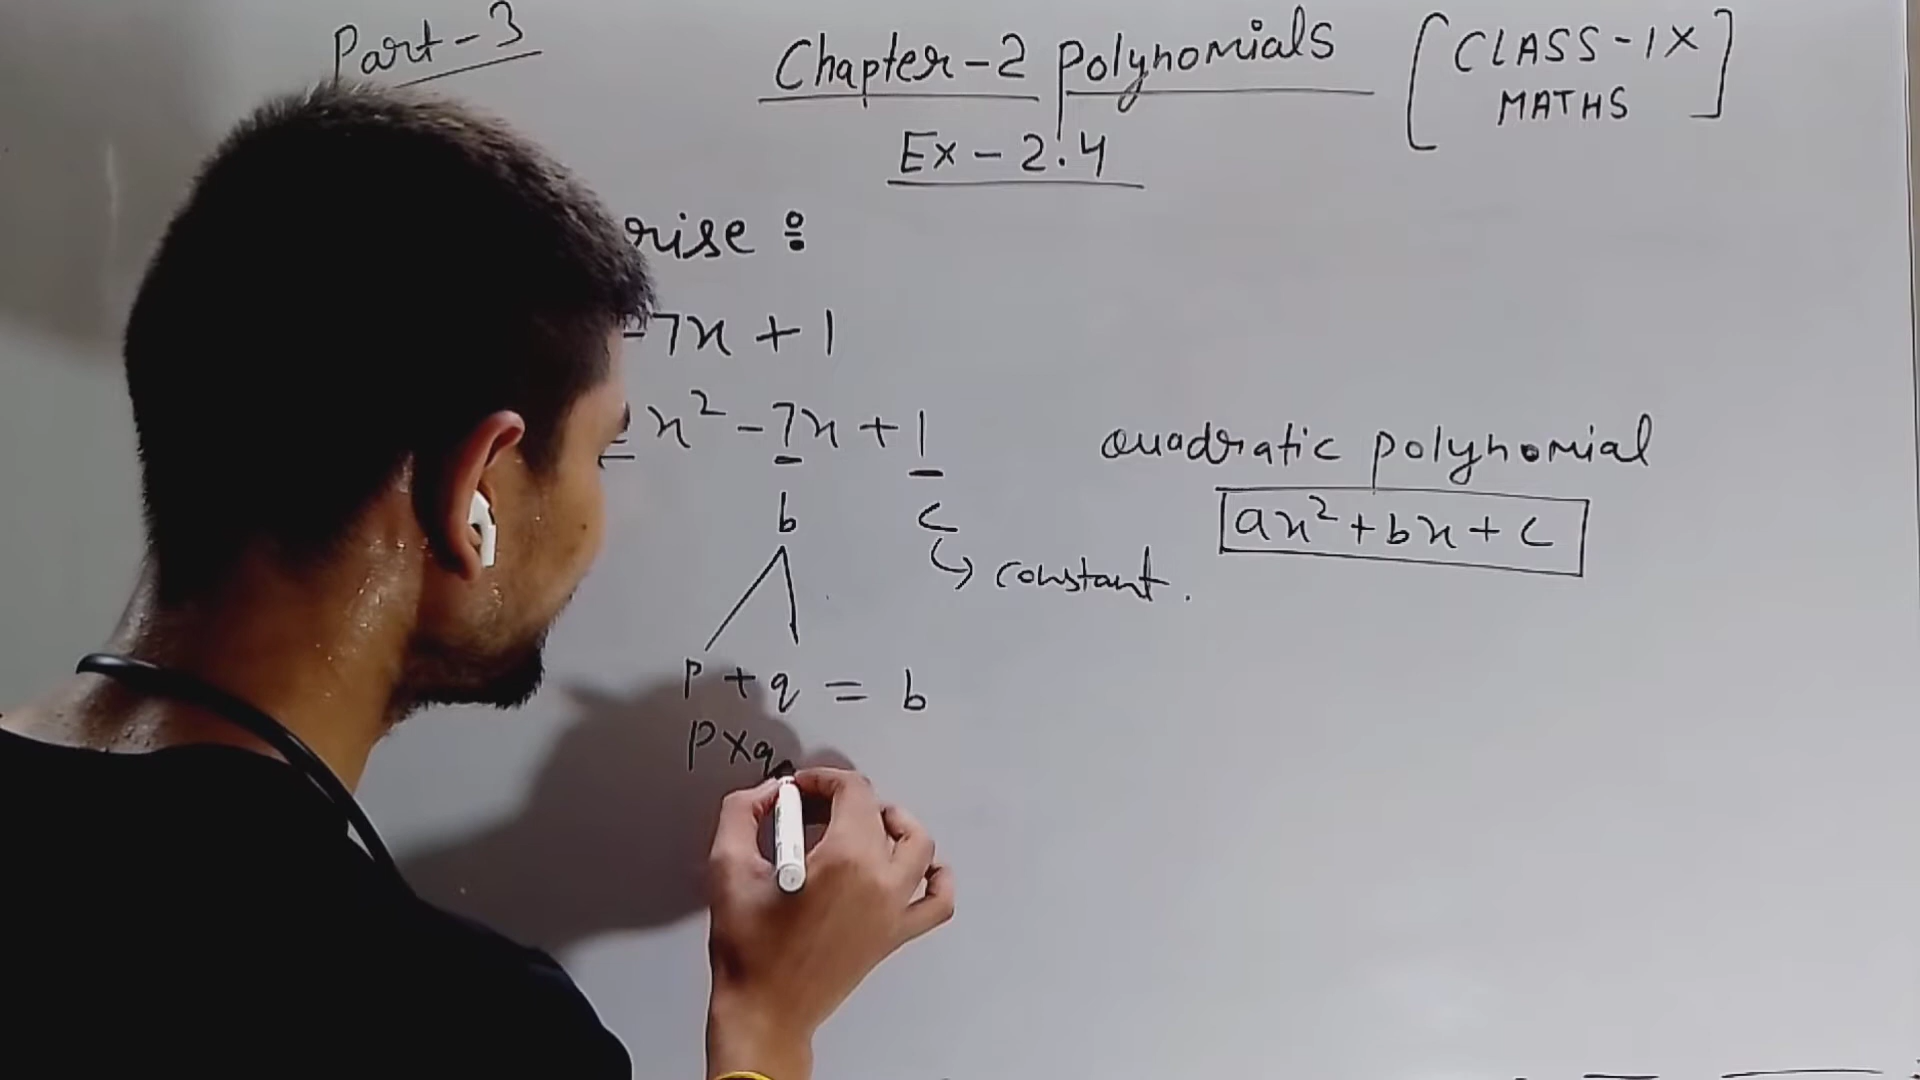 Part-3
Chapter-2 Polynomials
[CLASS-IX MATHS]
Ex-2.4
rise :
-7x + 1
x² - 7x + 1
b c
constant.
p + q = b
p × q
quadratic polynomial
ax² + bx + c